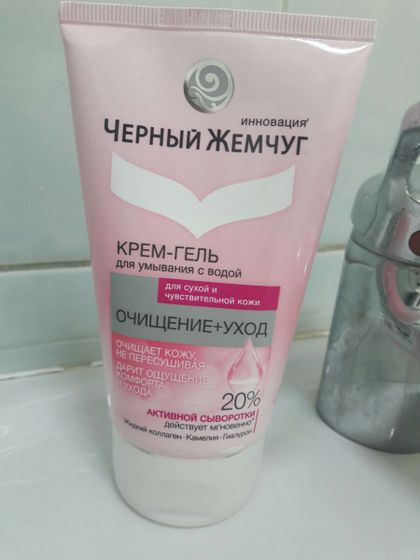 инновация*
ЧЕРНЫЙ ЖЕМЧУГ
КРЕМ-ГЕЛЬ
для умывания с водой
для сухой и
чувствительной кожи
ОЧИЩЕНИЕ+УХОД
ОЧИЩАЕТ КОЖУ,
НЕ ПЕРЕСУШИВАЯ
ДАРИТ ОЩУЩЕНИЕ
КОМФОРТА
И УХОДА
20%
АКТИВНОЙ СЫВОРОТКИ
действует мгновенно*
Жидкий коллаген · Камелия · Гиалурон